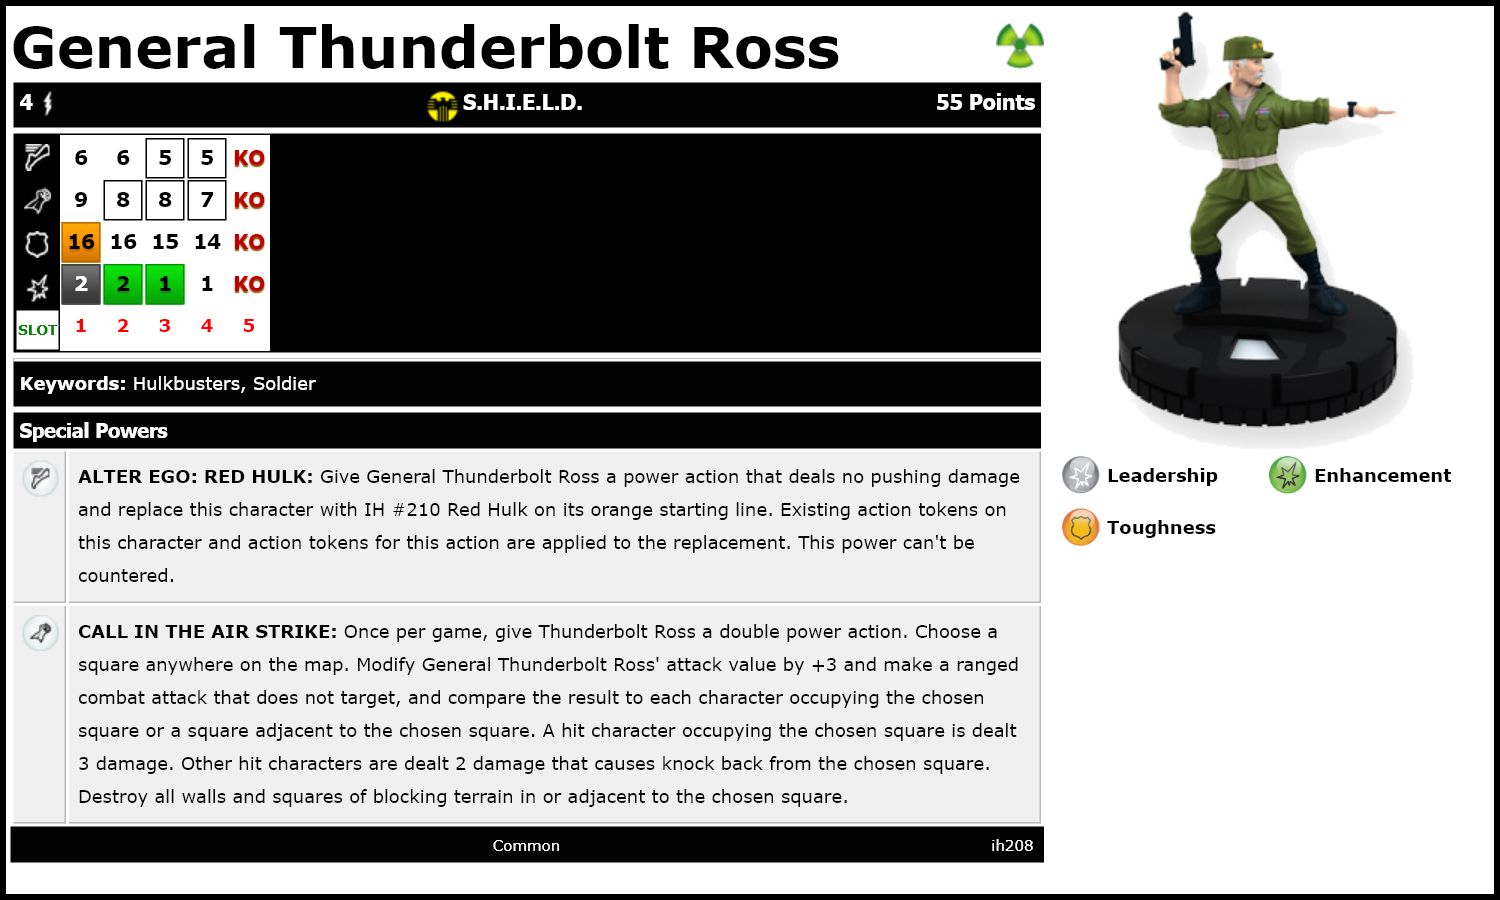 General Thunderbolt Ross
4 S.H.I.E.L.D. 55 Points
6 6 5 5 KO
9 8 8 7 KO
16 16 15 14 KO
2 2 1 1 KO
SLOT 1 2 3 4 5
Keywords: Hulkbusters, Soldier
Special Powers
ALTER EGO: RED HULK: Give General Thunderbolt Ross a power action that deals no pushing damage
and replace this character with IH #210 Red Hulk on its orange starting line. Existing action tokens on
this character and action tokens for this action are applied to the replacement. This power can't be
countered.
CALL IN THE AIR STRIKE: Once per game, give Thunderbolt Ross a double power action. Choose a
square anywhere on the map. Modify General Thunderbolt Ross' attack value by +3 and make a ranged
combat attack that does not target, and compare the result to each character occupying the chosen
square or a square adjacent to the chosen square. A hit character occupying the chosen square is dealt
3 damage. Other hit characters are dealt 2 damage that causes knock back from the chosen square.
Destroy all walls and squares of blocking terrain in or adjacent to the chosen square.
Common ih208
Leadership Enhancement
Toughness